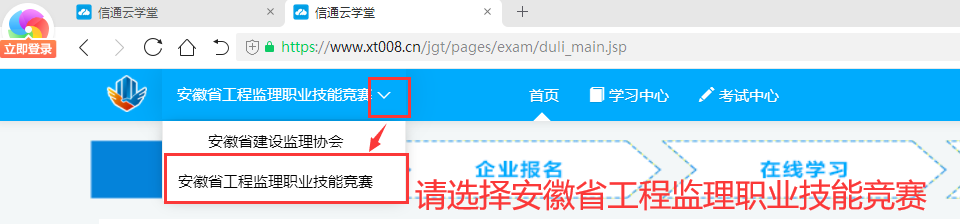 信通云学堂
信通云学堂
立即登录
https://www.xt008.cn/jgt/pages/exam/duli_main.jsp
安徽省工程监理职业技能竞赛
首页
学习中心
考试中心
安徽省建设监理协会
安徽省工程监理职业技能竞赛
企业报名
在线学习
请选择安徽省工程监理职业技能竞赛